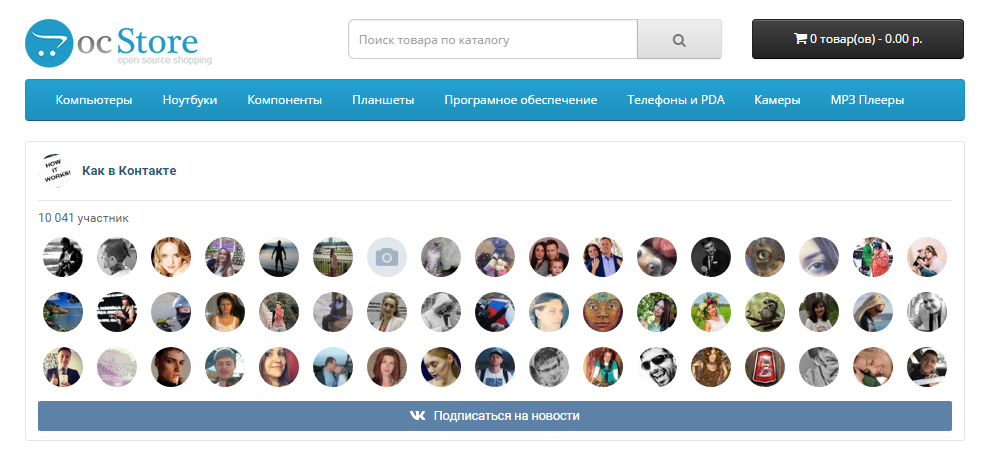 ocStore
open source shopping
Поиск товара по каталогу
0 товар(ов) - 0.00 р.
Компьютеры Ноутбуки Компоненты Планшеты Програмное обеспечение Телефоны и PDA Камеры MP3 Плееры
HOW
IT
WORKS!
Как в Контакте
10 041 участник
Подписаться на новости